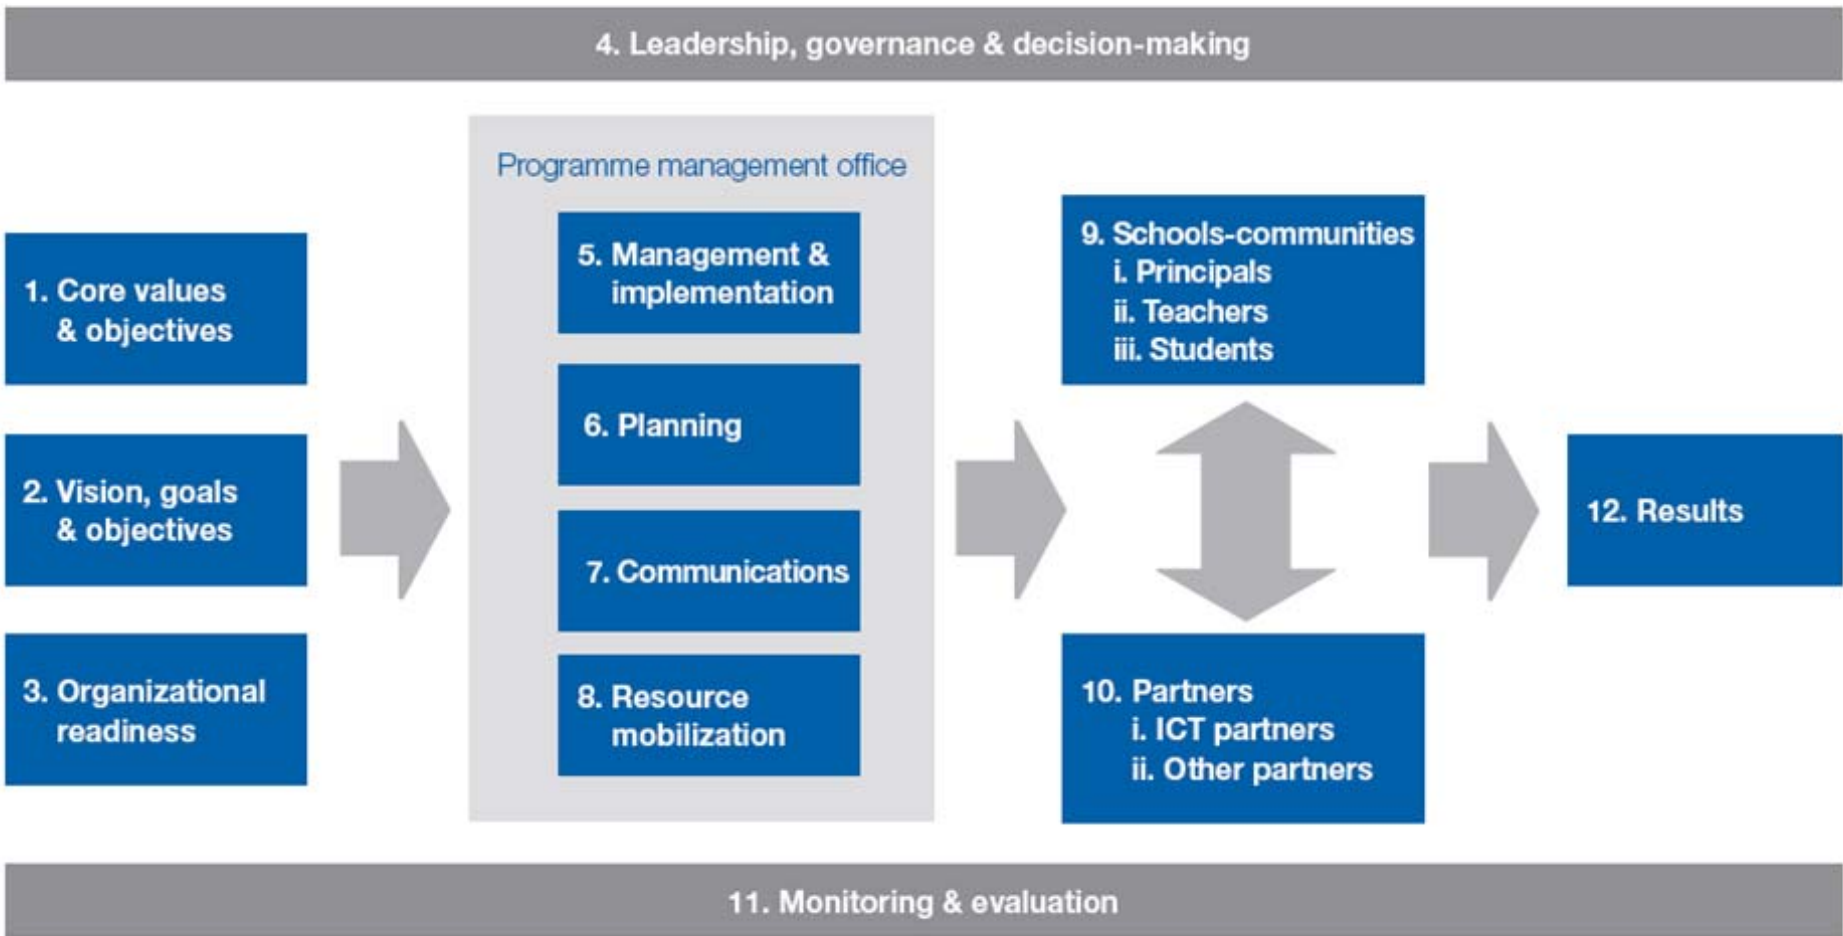 4. Leadership, governance & decision-making
1. Core values
& objectives
2. Vision, goals
& objectives
3. Organizational
readiness
Programme management office
5. Management &
implementation
6. Planning
7. Communications
8. Resource
mobilization
9. Schools-communities
i. Principals
ii. Teachers
iii. Students
10. Partners
i. ICT partners
ii. Other partners
12. Results
11. Monitoring & evaluation